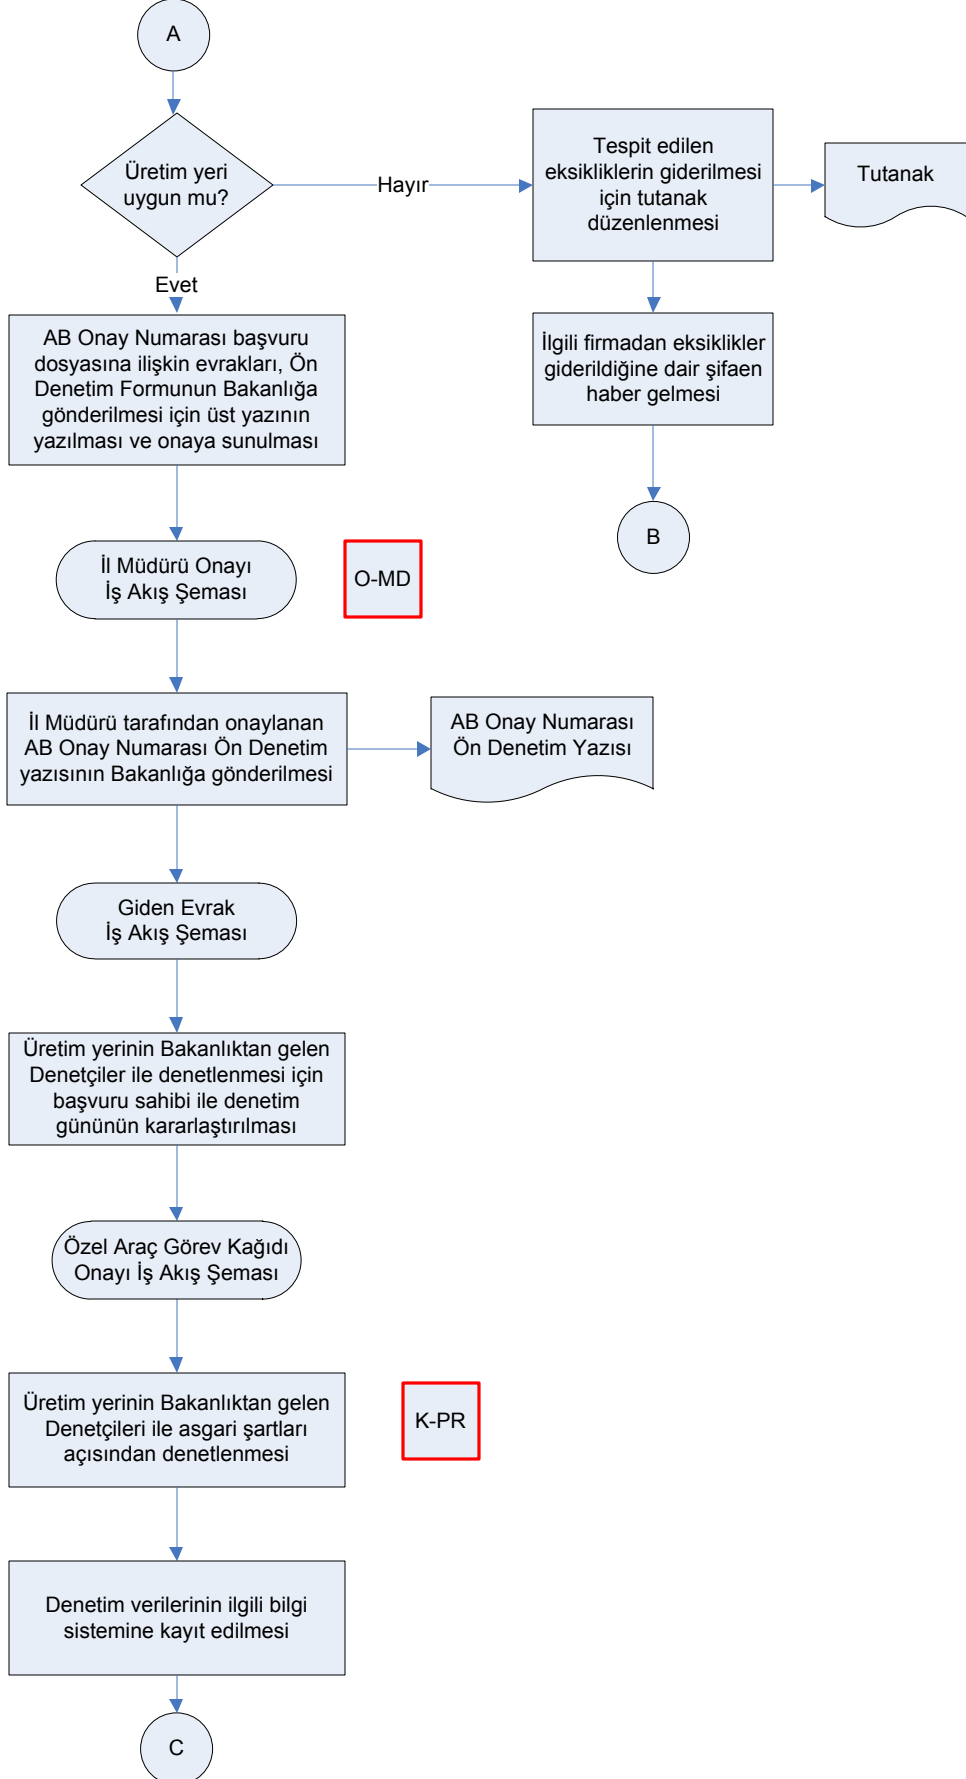 A
Üretim yeri
uygun mu?
Hayır
Tespit edilen
eksikliklerin giderilmesi
için tutanak
düzenlenmesi
Tutanak
Evet
AB Onay Numarası başvuru
dosyasına ilişkin evrakları, Ön
Denetim Formunun Bakanlığa
gönderilmesi için üst yazının
yazılması ve onaya sunulması
İlgili firmadan eksiklikler
giderildiğine dair şifaen
haber gelmesi
B
İl Müdürü Onayı
İş Akış Şeması
O-MD
İl Müdürü tarafından onaylanan
AB Onay Numarası Ön Denetim
yazısının Bakanlığa gönderilmesi
AB Onay Numarası
Ön Denetim Yazısı
Giden Evrak
İş Akış Şeması
Üretim yerinin Bakanlıktan gelen
Denetçiler ile denetlenmesi için
başvuru sahibi ile denetim
gününün kararlaştırılması
Özel Araç Görev Kağıdı
Onayı İş Akış Şeması
Üretim yerinin Bakanlıktan gelen
Denetçileri ile asgari şartları
açısından denetlenmesi
K-PR
Denetim verilerinin ilgili bilgi
sistemine kayıt edilmesi
C